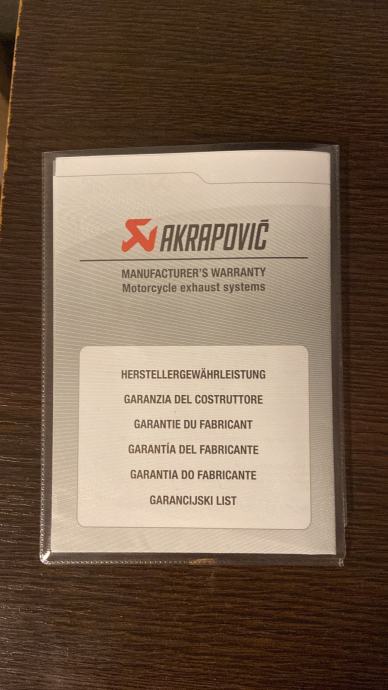 AKRAPOVIČ
MANUFACTURER'S WARRANTY
Motorcycle exhaust systems
HERSTELLERGEWÄHRLEISTUNG
GARANZIA DEL COSTRUTTORE
GARANTIE DU FABRICANT
GARANTÍA DEL FABRICANTE
GARANTIA DO FABRICANTE
GARANCIJSKI LIST